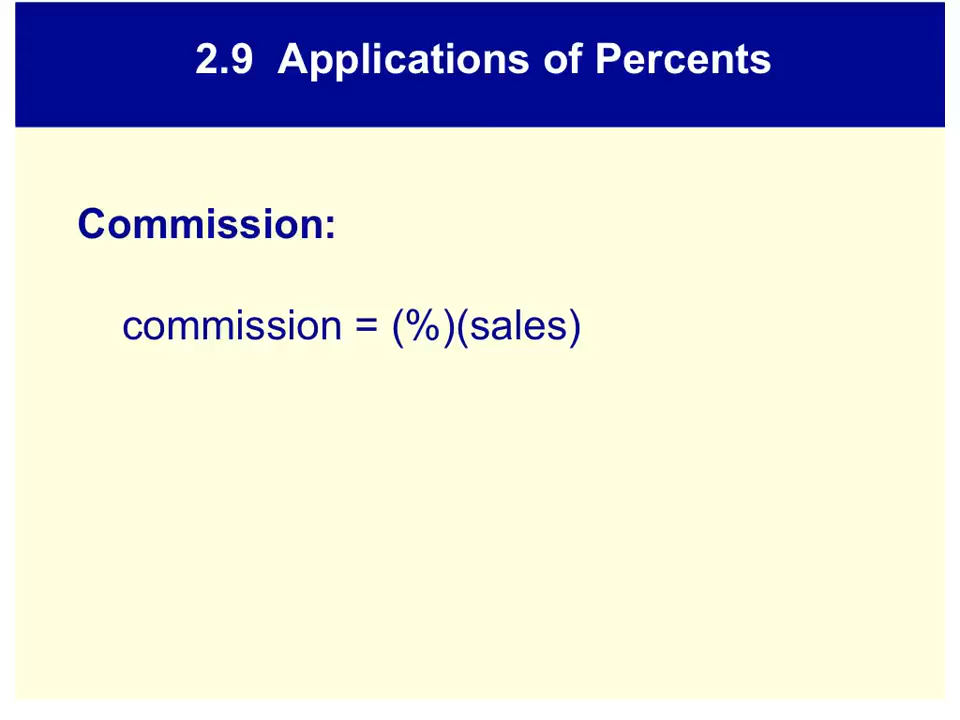 2.9 Applications of Percents
Commission:
commission = (%)(sales)